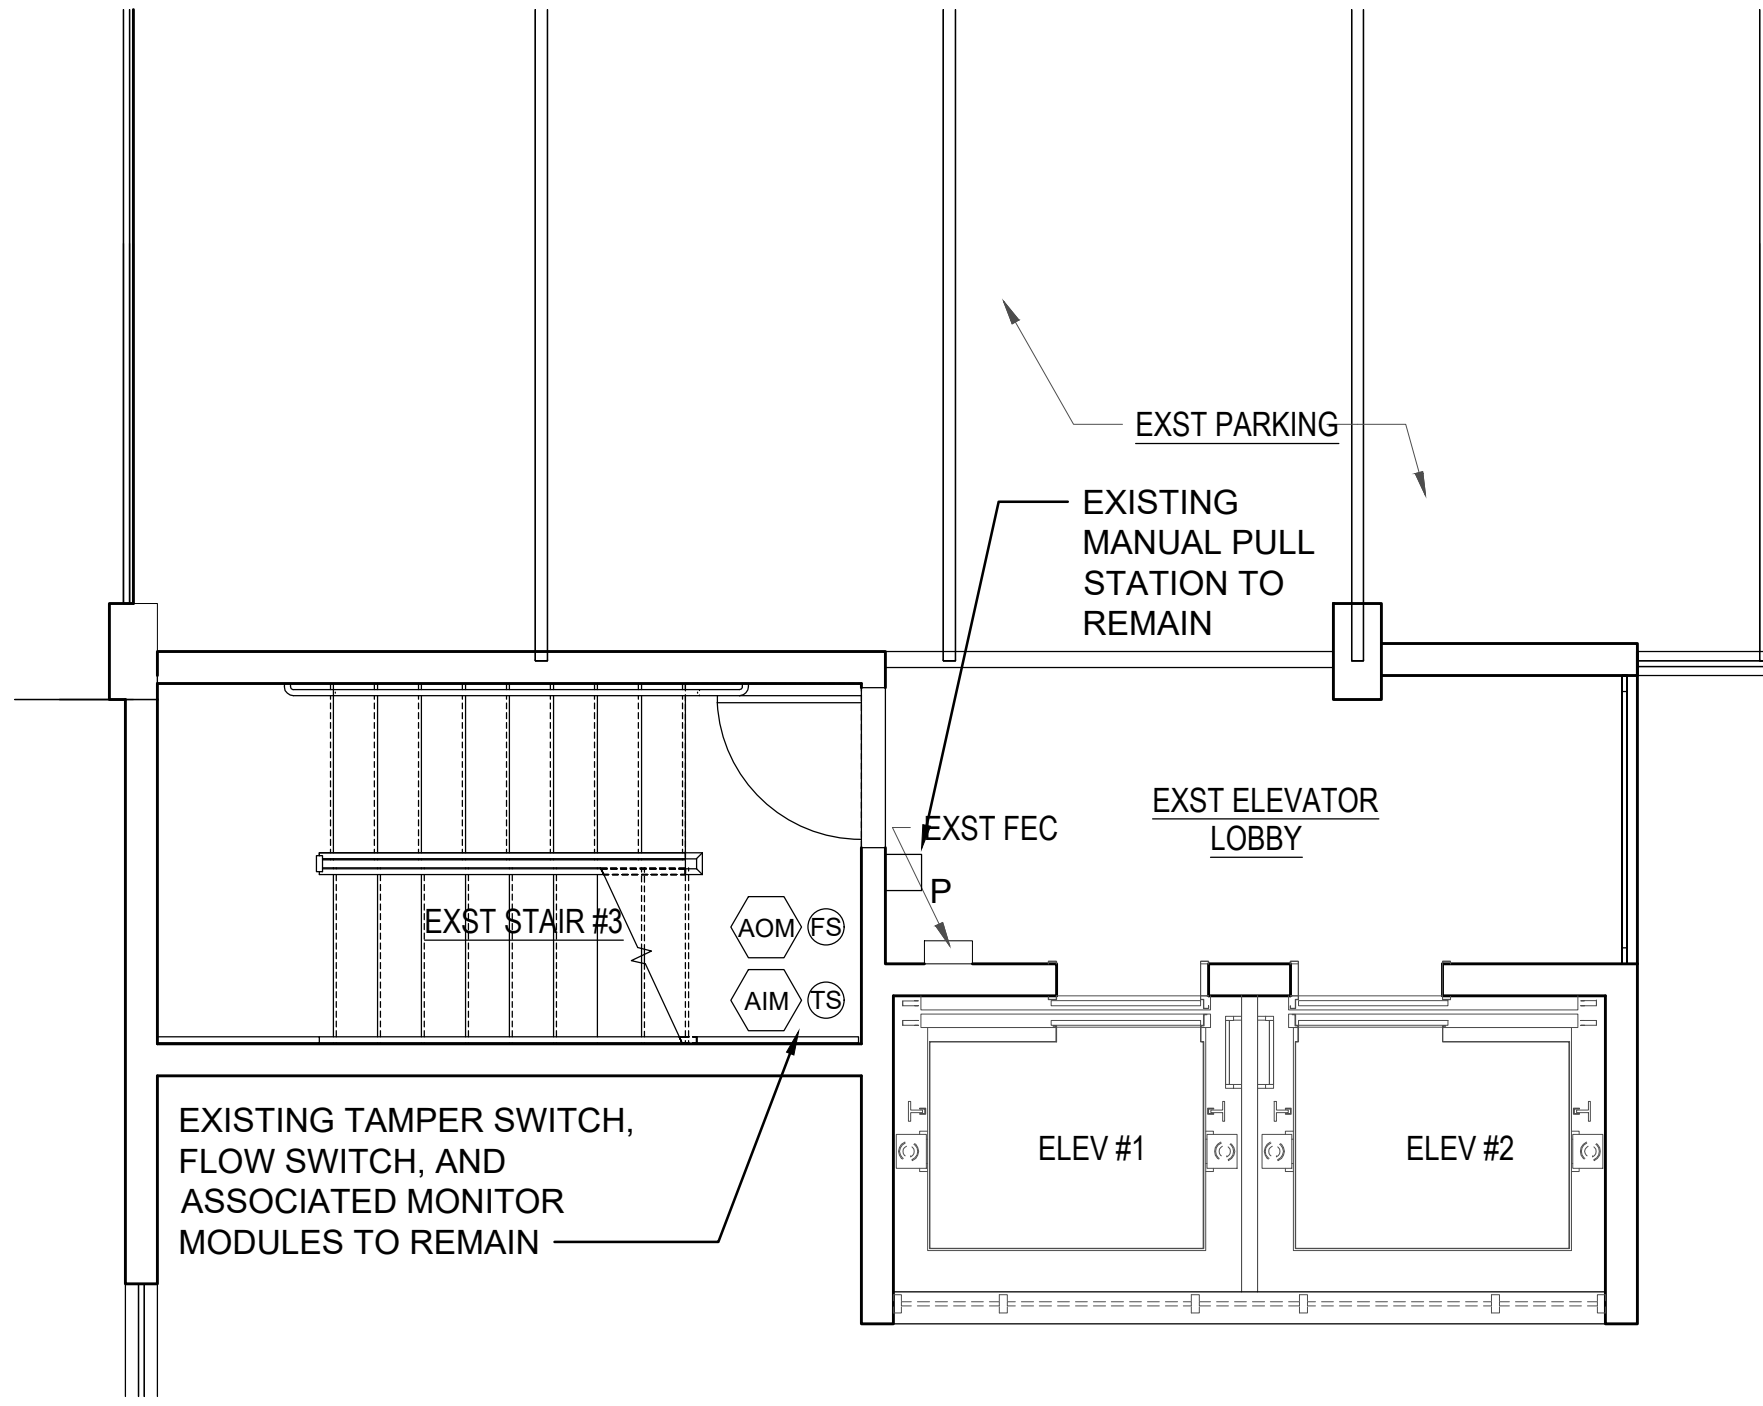 EXST PARKING
EXISTING
MANUAL PULL
STATION TO
REMAIN
EXST ELEVATOR
LOBBY
EXST FEC
P
EXST STAIR #3
AOM
FS
AIM
TS
EXISTING TAMPER SWITCH,
FLOW SWITCH, AND
ASSOCIATED MONITOR
MODULES TO REMAIN
ELEV #1
ELEV #2